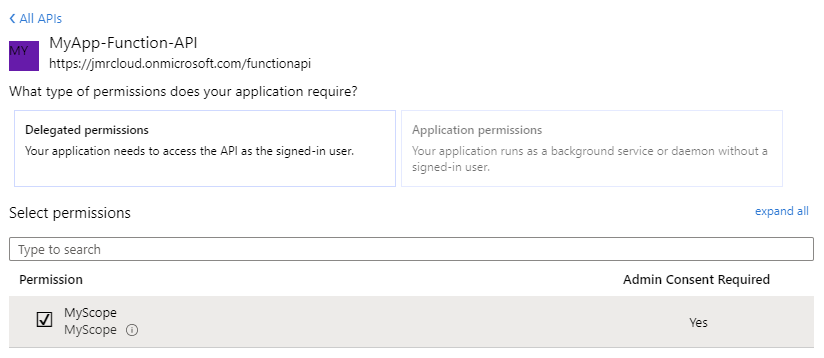 All APIs
MY
MyApp-Function-API
https://jmrcloud.onmicrosoft.com/functionapi
What type of permissions does your application require?
Delegated permissions
Your application needs to access the API as the signed-in user.
Application permissions
Your application runs as a background service or daemon without a
signed-in user.
Select permissions
expand all
Type to search
Permission
Admin Consent Required
MyScope
MyScope
Yes